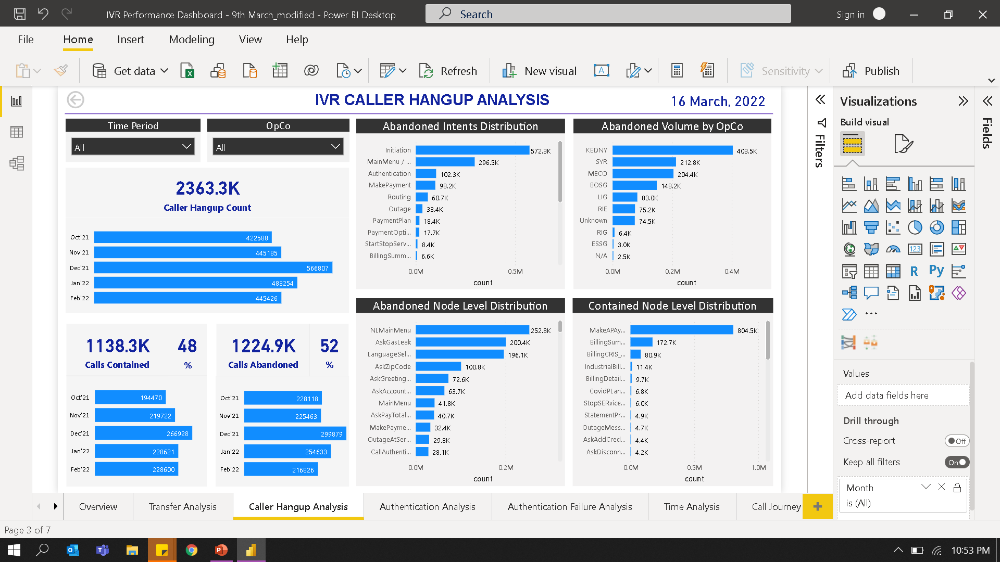 IVR Performance Dashboard - 9th March_modified - Power BI Desktop
Search
Sign in
File Home Insert Modeling View Help
Get data
Refresh
New visual
A
Sensitivity
Publish
IVR CALLER HANGUP ANALYSIS
16 March, 2022
Time Period
All
OpCo
All
2363.3K
Caller Hangup Count
Oct'21 422588
Nov'21 445185
Dec'21 566807
Jan'22 483254
Feb'22 445426
1138.3K
Calls Contained
48
%
Oct'21 194470
Nov'21 219722
Dec'21 266928
Jan'22 228621
Feb'22 228600
1224.9K
Calls Abandoned
52
%
Oct'21 228118
Nov'21 225463
Dec'21 299879
Jan'22 254633
Feb'22 216826
Abandoned Intents Distribution
Initiation 572.3K
MainMenu / ... 296.5K
Authentication 102.3K
MakePayment 98.2K
Routing 60.7K
Outage 33.4K
PaymentPlan 18.4K
PaymentOpti... 17.7K
StartStopServ... 8.4K
BillingSumm... 6.6K
0.0M 0.5M
count
Abandoned Volume by OpCo
KEDNY 403.5K
SYR 212.8K
MECO 204.4K
BOSG 148.2K
LIG 83.0K
RIE 75.2K
Unknown 74.5K
RIG 6.4K
ESSG 3.0K
N/A 2.5K
0.0M 0.2M 0.4M
count
Abandoned Node Level Distribution
NLMainMenu 252.8K
AskGasLeak 200.4K
LanguageSel... 196.1K
AskZipCode 100.8K
AskGreeting... 72.6K
AskAccount... 63.7K
MainMenu 41.8K
AskPayTotal... 40.7K
MakePayme... 32.4K
OutageAtSer... 29.8K
CallAuthenti... 28.1K
0.0M 0.2M
count
Contained Node Level Distribution
MakeAPAy... 804.5K
BillingSum... 172.7K
BillingCRIS_... 80.9K
IndustrialBill... 11.4K
BillingDetail... 9.7K
CovidPLan... 6.8K
StopSERvice... 6.0K
StatementPr... 4.9K
OutageMess... 4.7K
AskAddCred... 4.4K
AskDisconn... 4.2K
0.0M 0.5M 1.0M
count
Filters
Visualizations
Build visual
123
R
Py
...
Values
Add data fields here
Drill through
Cross-report
Off
Keep all filters
On
Month
is (All)
Fields
Overview
Transfer Analysis
Caller Hangup Analysis
Authentication Analysis
Authentication Failure Analysis
Time Analysis
Call Journey
+
Page 3 of 7
10:53 PM